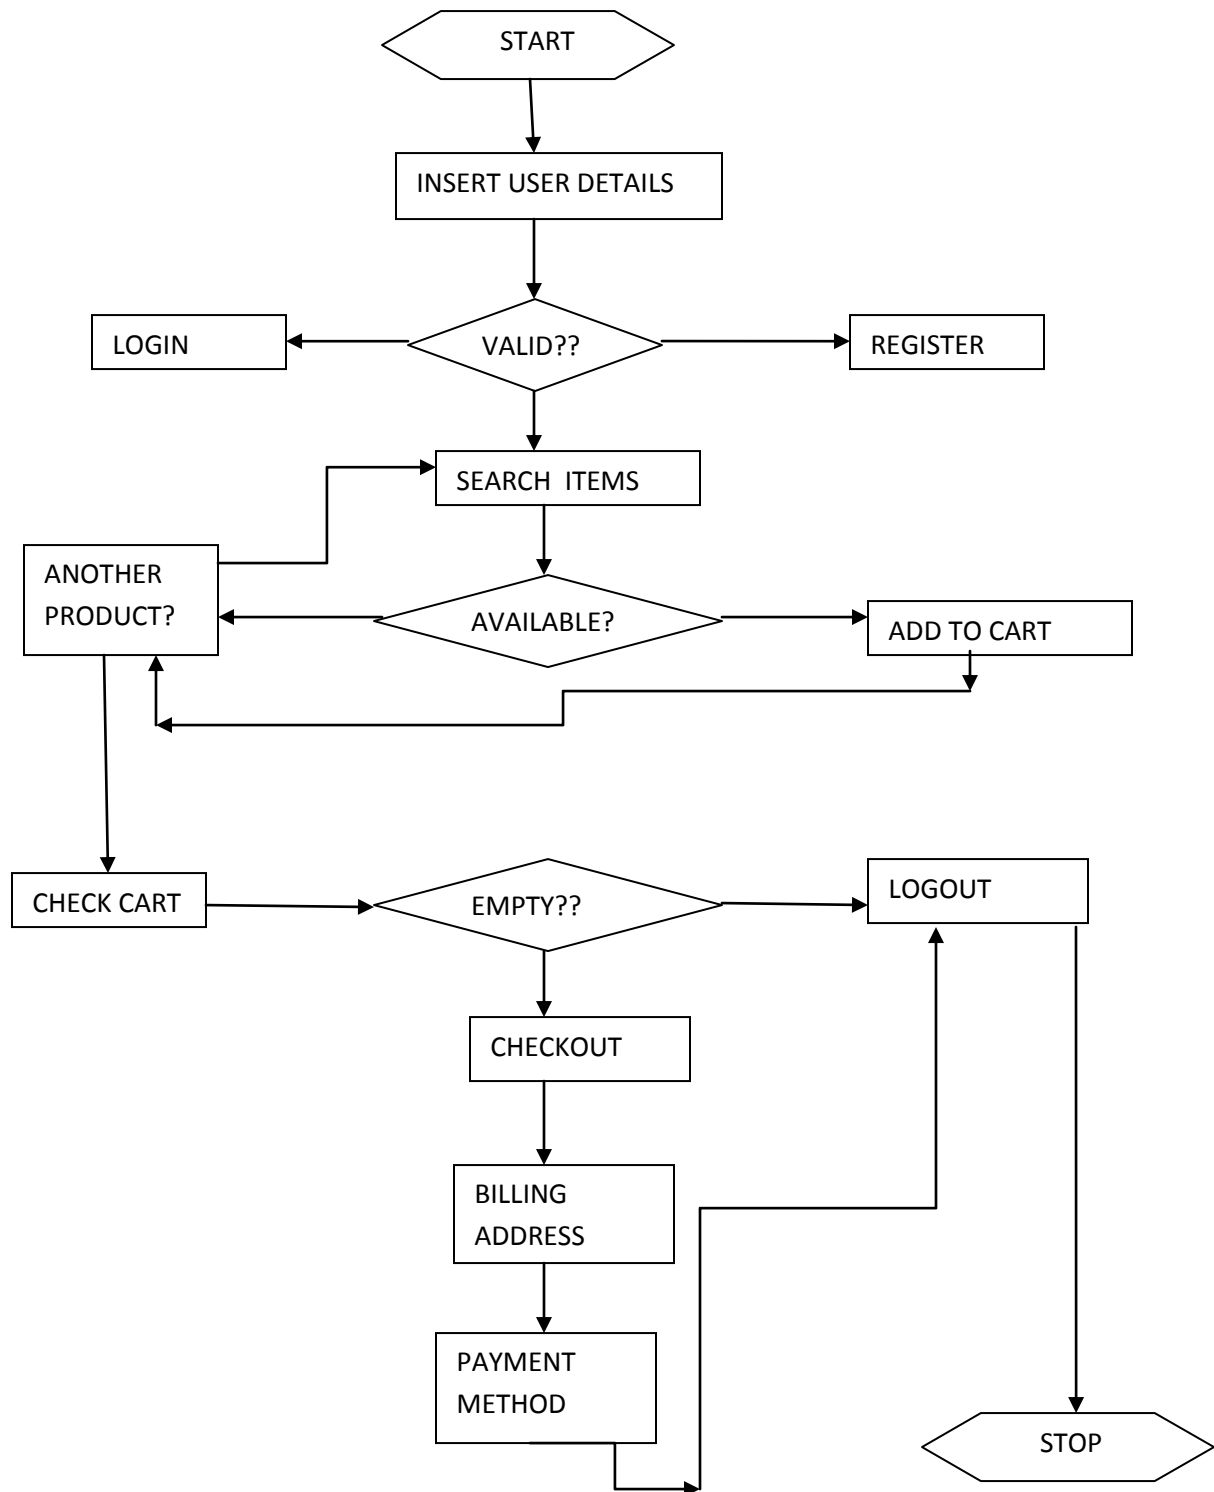 START
INSERT USER DETAILS
LOGIN
VALID??
REGISTER
SEARCH  ITEMS
ANOTHER
PRODUCT?
AVAILABLE?
ADD TO CART
CHECK CART
EMPTY??
LOGOUT
CHECKOUT
BILLING
ADDRESS
PAYMENT
METHOD
STOP